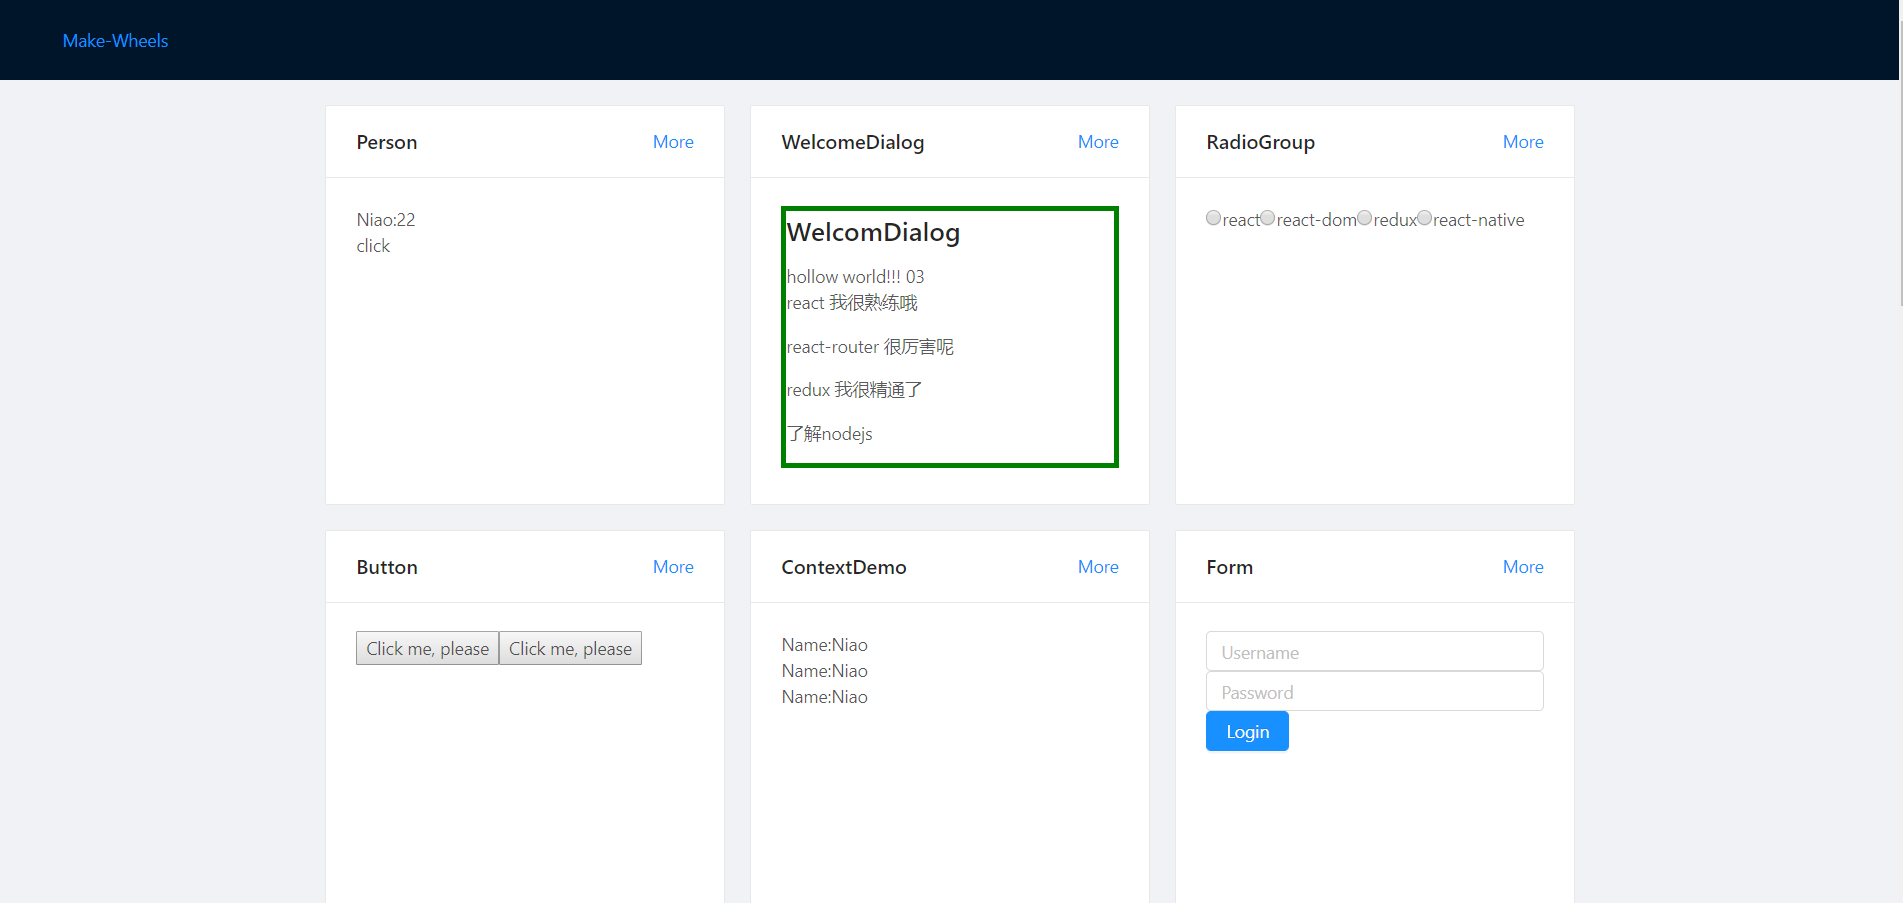 Make-Wheels
Person More
Niao:22
click
WelcomeDialog More
WelcomDialog
hollow world!!! 03
react 我很熟练哦
react-router 很厉害呢
redux 我很精通了
了解nodejs
RadioGroup More
react react-dom redux react-native
Button More
Click me, please Click me, please
ContextDemo More
Name:Niao
Name:Niao
Name:Niao
Form More
Username
Password
Login